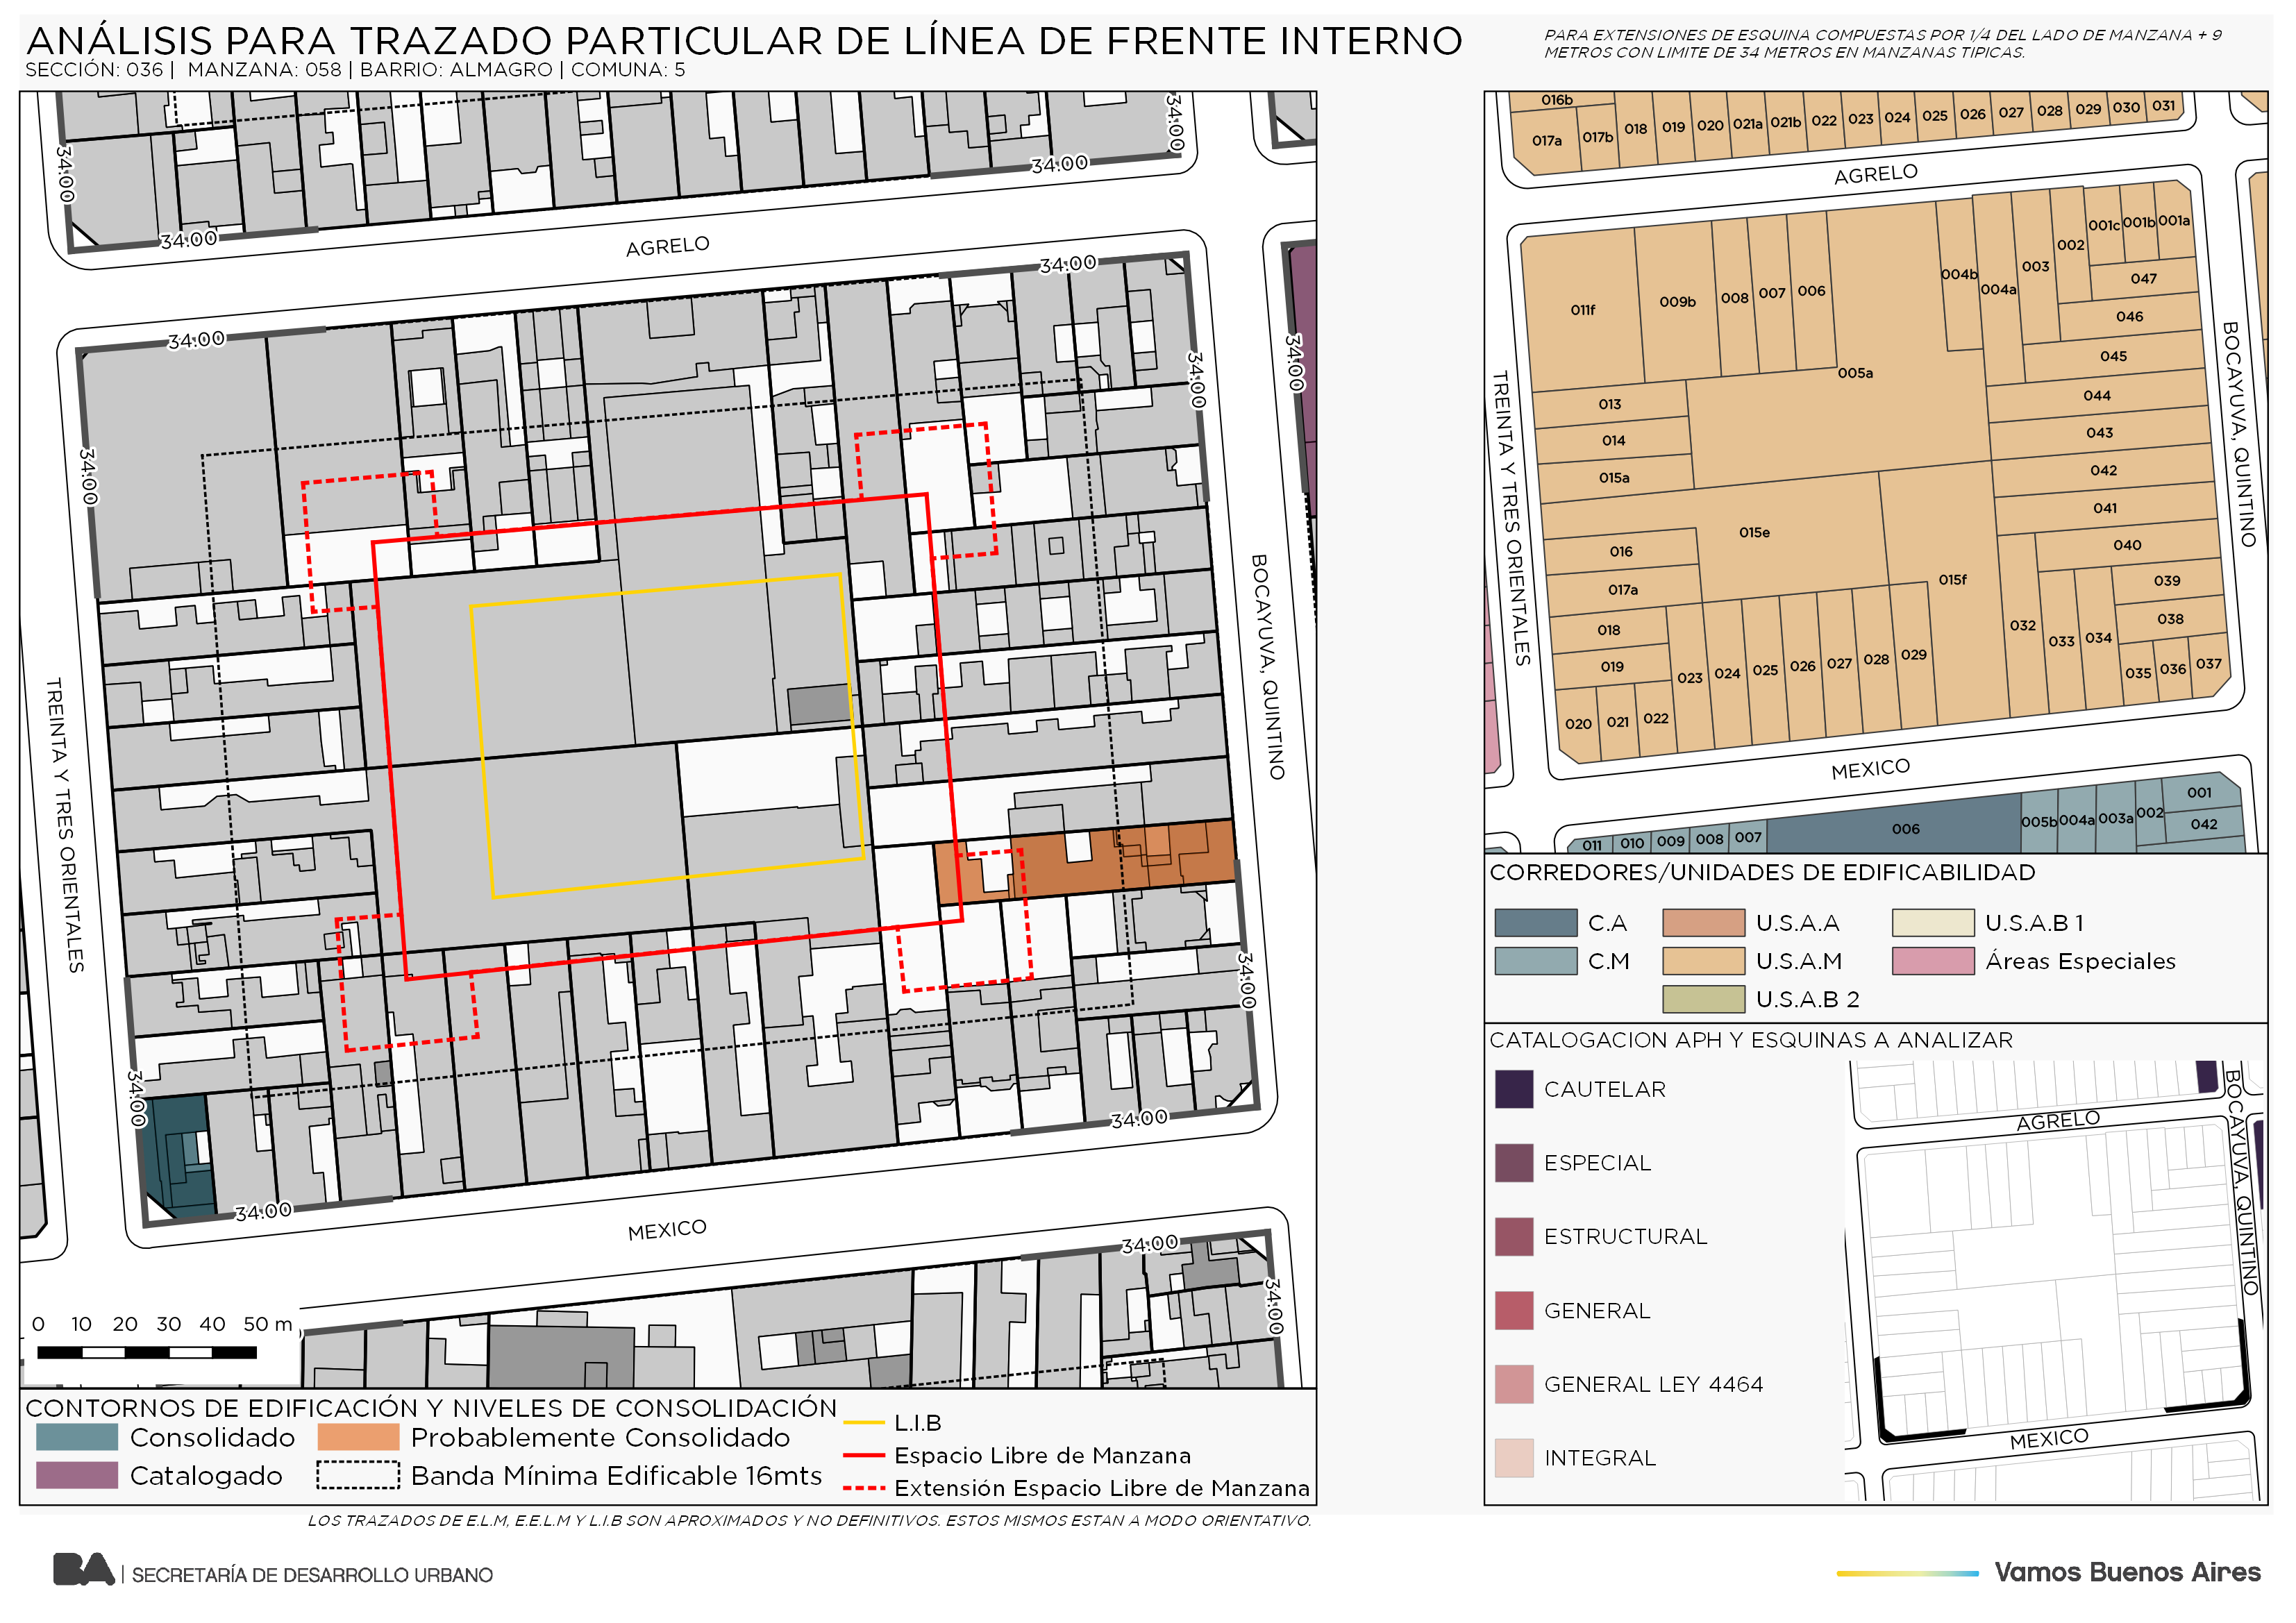 ANÁLISIS PARA TRAZADO PARTICULAR DE LÍNEA DE FRENTE INTERNO
SECCIÓN: 036 | MANZANA: 058 | BARRIO: ALMAGRO | COMUNA: 5
PARA EXTENSIONES DE ESQUINA COMPUESTAS POR 1/4 DEL LADO DE MANZANA + 9
METROS CON LIMITE DE 34 METROS EN MANZANAS TIPICAS.
34.00
34.00
34.00
34.00
AGRELO
34.00
34.00
34.00
34.00
34.00
TREINTA Y TRES ORIENTALES
BOCAYUVA, QUINTINO
34.00
34.00
34.00
34.00
MEXICO
34.00
34.00
0 10 20 30 40 50 m
CONTORNOS DE EDIFICACIÓN Y NIVELES DE CONSOLIDACIÓN
Consolidado
Probablemente Consolidado
Catalogado
Banda Mínima Edificable 16mts
L.I.B
Espacio Libre de Manzana
Extensión Espacio Libre de Manzana
LOS TRAZADOS DE E.L.M, E.E.L.M Y L.I.B SON APROXIMADOS Y NO DEFINITIVOS. ESTOS MISMOS ESTAN A MODO ORIENTATIVO.
016b
017a 017b 018 019 020 021a 021b 022 023 024 025 026 027 028 029 030 031
AGRELO
011f 009b 008 007 006 004b 004a 003 002 001c 001b 001a
047
046
045
005a
013
044
014
043
015a
042
041
015e
016
040
017a
015f
039
018
038
019
032 033 034
023 024 025 026 027 028 029
035 036 037
020 021 022
TREINTA Y TRES ORIENTALES
BOCAYUVA, QUINTINO
MEXICO
011 010 009 008 007 006 005b 004a 003a 002 001
042
CORREDORES/UNIDADES DE EDIFICABILIDAD
C.A
U.S.A.A
U.S.A.B 1
C.M
U.S.A.M
Áreas Especiales
U.S.A.B 2
CATALOGACION APH Y ESQUINAS A ANALIZAR
CAUTELAR
ESPECIAL
ESTRUCTURAL
GENERAL
GENERAL LEY 4464
INTEGRAL
AGRELO
BOCAYUVA, QUINTINO
MEXICO
BA | SECRETARÍA DE DESARROLLO URBANO
Vamos Buenos Aires